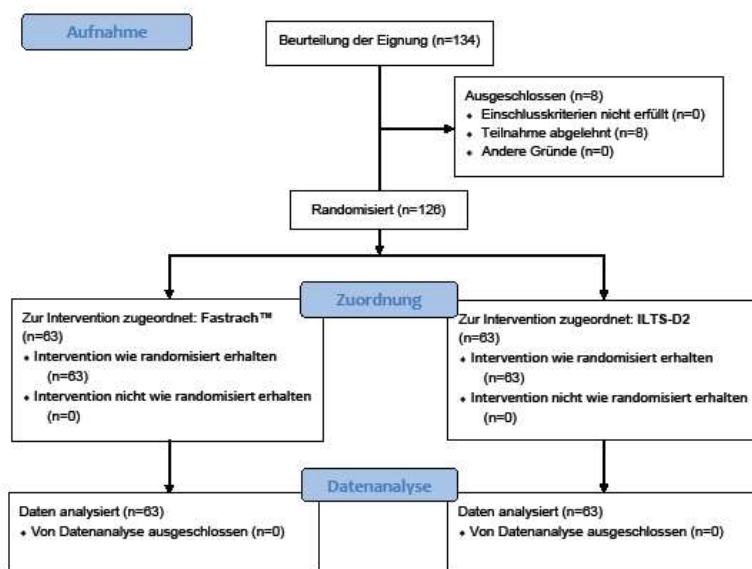 Aufnahme
Beurteilung der Eignung (n=134)
Ausgeschlossen (n=8)
◆ Einschlusskriterien nicht erfüllt (n=0)
◆ Teilnahme abgelehnt (n=8)
◆ Andere Gründe (n=0)
Randomisiert (n=126)
Zuordnung
Zur Intervention zugeordnet: Fastrach™
(n=63)
◆ Intervention wie randomisiert erhalten
(n=63)
◆ Intervention nicht wie randomisiert erhalten
(n=0)
Zur Intervention zugeordnet: ILTS-D2
(n=63)
◆ Intervention wie randomisiert erhalten
(n=63)
◆ Intervention nicht wie randomisiert erhalten
(n=0)
Datenanalyse
Daten analysiert (n=63)
◆ Von Datenanalyse ausgeschlossen (n=0)
Daten analysiert (n=63)
◆ Von Datenanalyse ausgeschlossen (n=0)